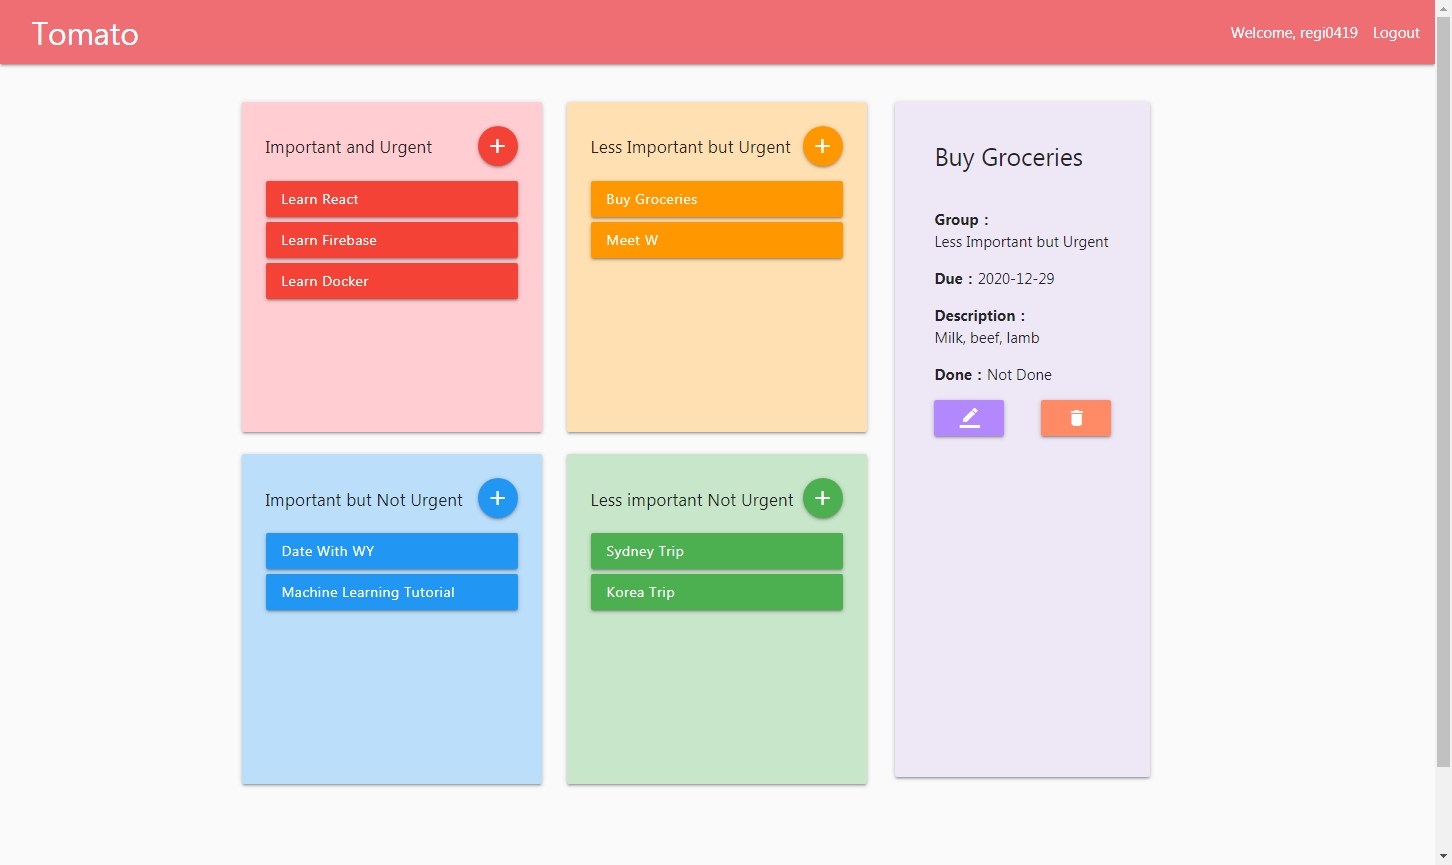 Tomato
Welcome, regi0419 Logout
Important and Urgent
Learn React
Learn Firebase
Learn Docker
Less Important but Urgent
Buy Groceries
Meet W
Important but Not Urgent
Date With WY
Machine Learning Tutorial
Less important Not Urgent
Sydney Trip
Korea Trip
Buy Groceries
Group :
Less Important but Urgent
Due : 2020-12-29
Description :
Milk, beef, lamb
Done : Not Done